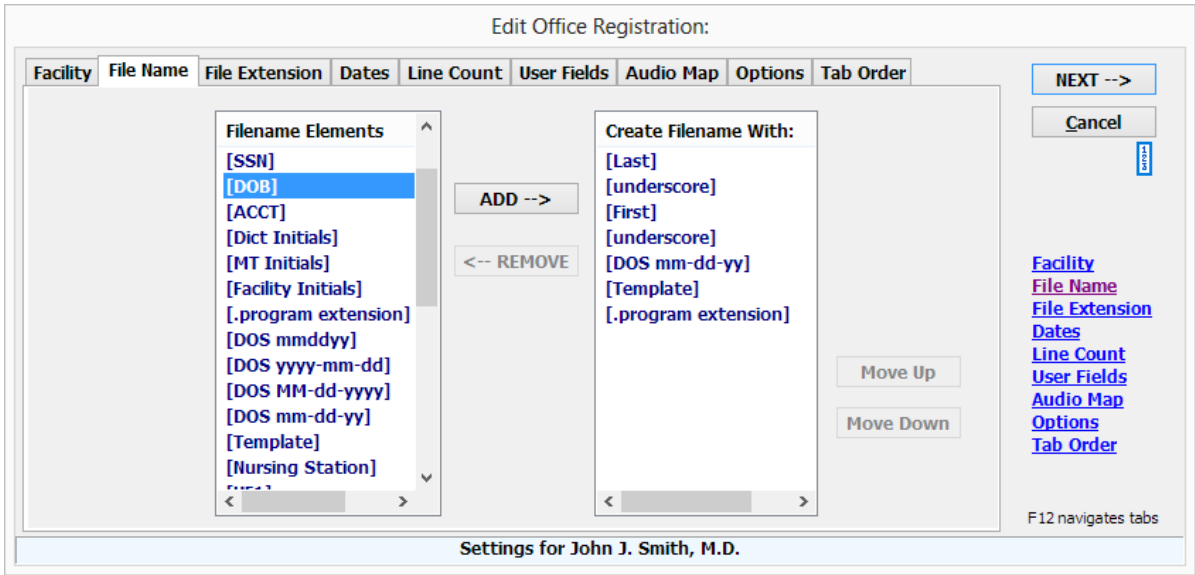 Edit Office Registration:
Facility File Name File Extension Dates Line Count User Fields Audio Map Options Tab Order
Filename Elements
[SSN]
[DOB]
[ACCT]
[Dict Initials]
[MT Initials]
[Facility Initials]
[.program extension]
[DOS mmddyy]
[DOS yyyy-mm-dd]
[DOS MM-dd-yyyy]
[DOS mm-dd-yy]
[Template]
[Nursing Station]
ADD -->
<-- REMOVE
Create Filename With:
[Last]
[underscore]
[First]
[underscore]
[DOS mm-dd-yy]
[Template]
[.program extension]
Move Up
Move Down
NEXT -->
Cancel
1
2
3
Facility
File Name
File Extension
Dates
Line Count
User Fields
Audio Map
Options
Tab Order
F12 navigates tabs
Settings for John J. Smith, M.D.